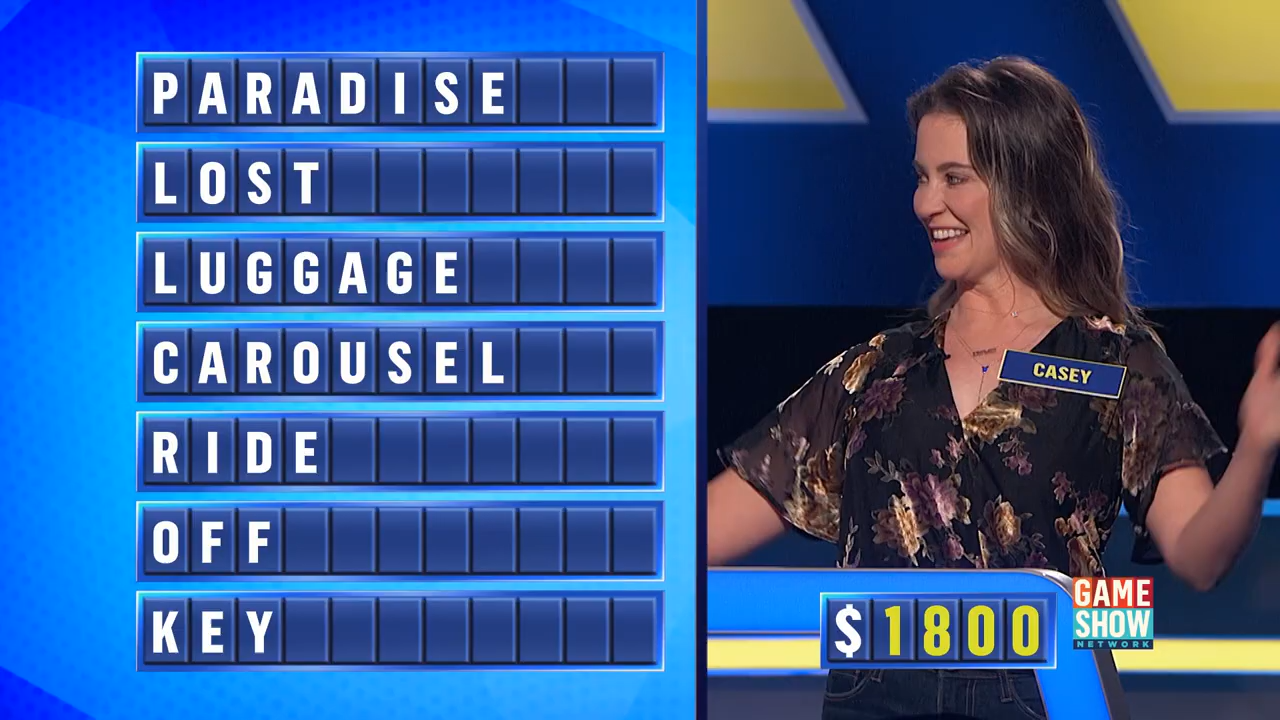 PARADISE
LOST
LUGGAGE
CAROUSEL
RIDE
OFF
KEY
CASEY
$1800
GAME
SHOW
NETWORK